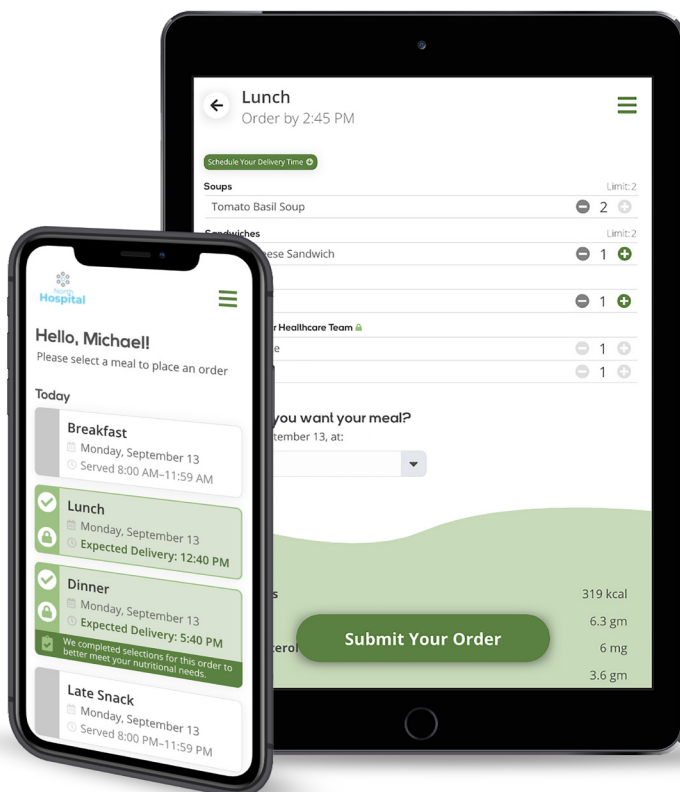 Lunch
Order by 2:45 PM
Schedule Your Delivery Time
Soups Limit:2
Tomato Basil Soup 2
Sandwiches Limit:2
Sandwich 1
1
Healthcare Team
1
1
you want your meal?
13, at:
319 kcal
6.3 gm
6 mg
3.6 gm
Submit Your Order
North
Hospital
Hello, Michael!
Please select a meal to place an order
Today
Breakfast
Monday, September 13
Served 8:00 AM–11:59 AM
Lunch
Monday, September 13
Expected Delivery: 12:40 PM
Dinner
Monday, September 13
Expected Delivery: 5:40 PM
We completed selections for this order to
better meet your nutritional needs.
Late Snack
Monday, September 13
Served 8:00 PM–11:59 PM